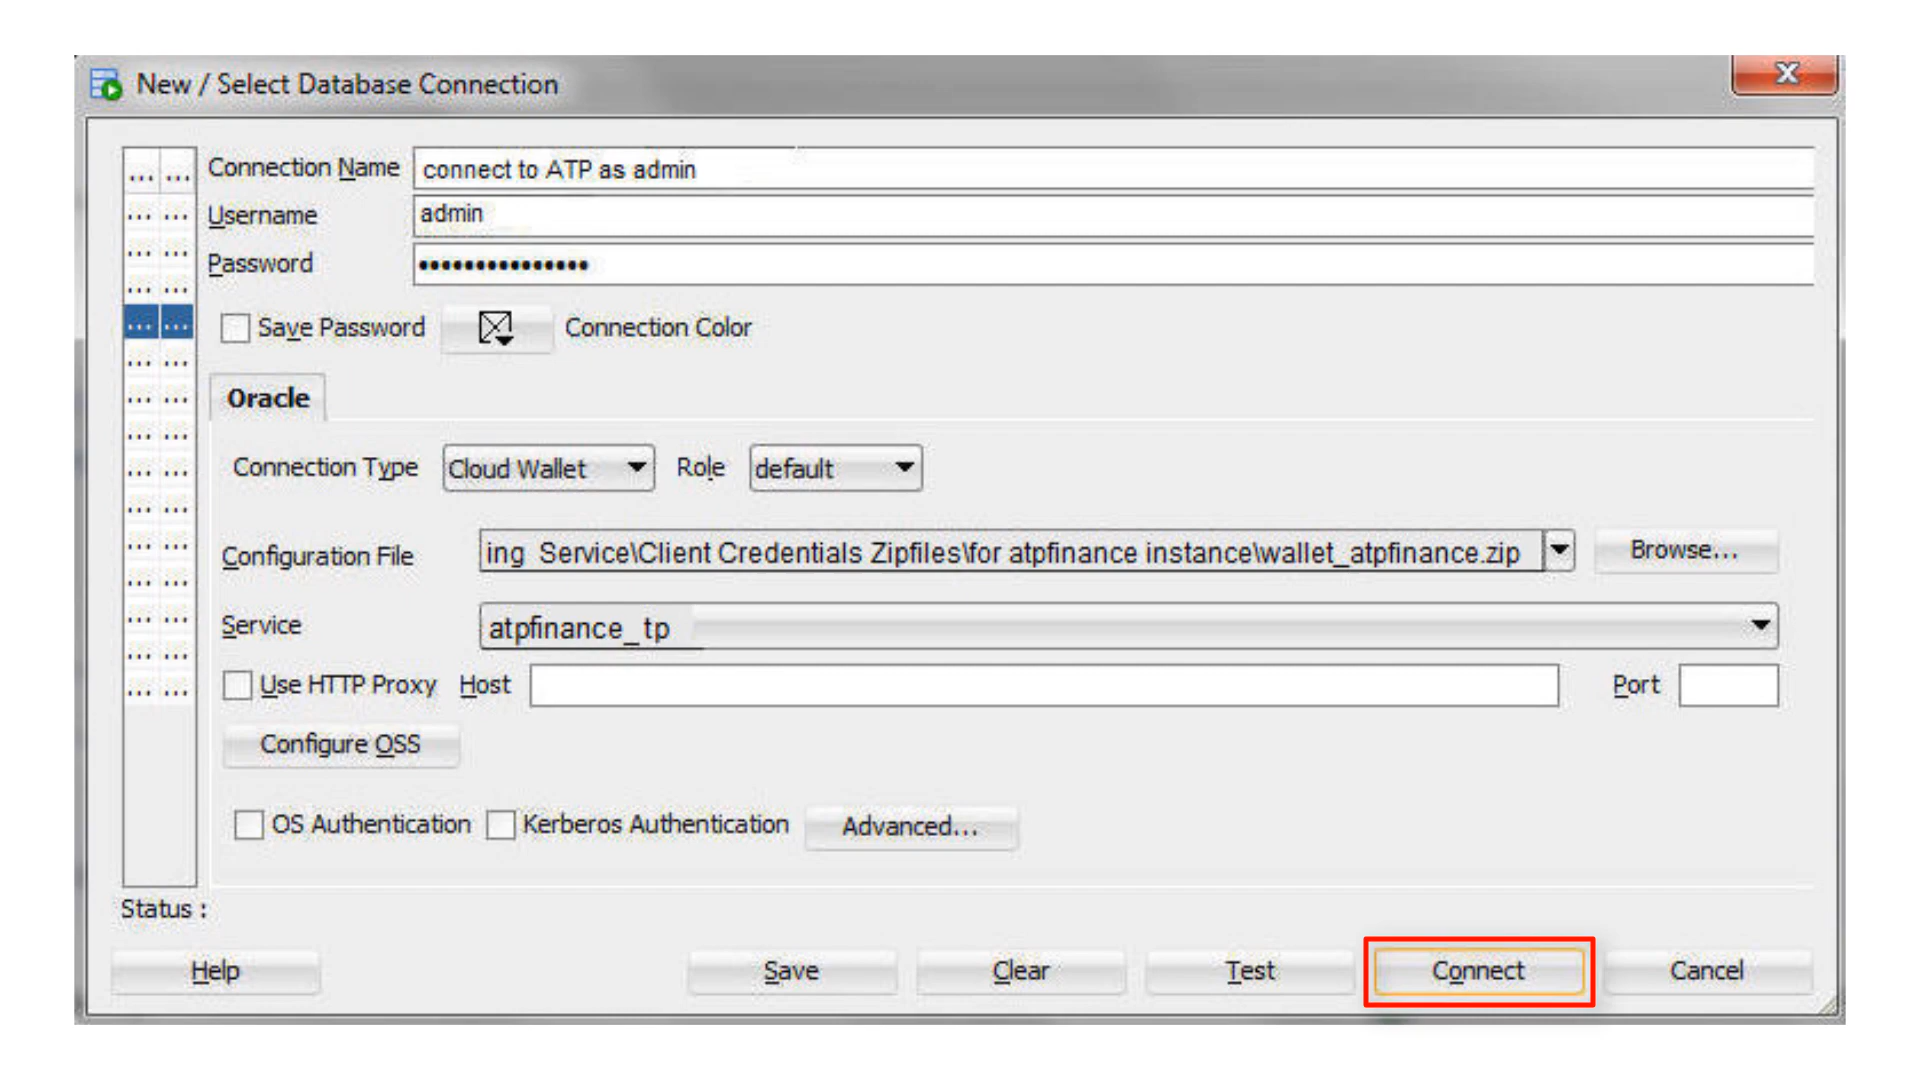 New / Select Database Connection
Connection Name connect to ATP as admin
Username admin
Password •••••••••••••••
Save Password Connection Color
Oracle
Connection Type Cloud Wallet Role default
Configuration File ing Service\Client Credentials Zipfiles\for atpfinance instance\wallet_atpfinance.zip Browse...
Service atpfinance_tp
Use HTTP Proxy Host Port
Configure OSS
OS Authentication Kerberos Authentication Advanced...
Status :
Help Save Clear Test Connect Cancel